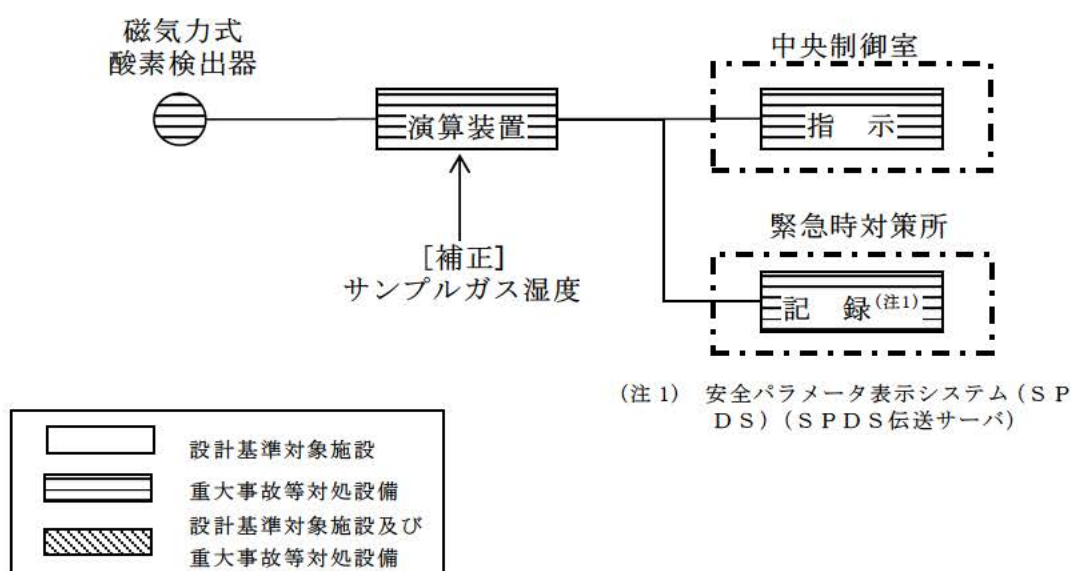 磁気力式
酸素検出器
演算装置
[補正]
サンプルガス湿度
中央制御室
指　示
緊急時対策所
記　録(注1)
(注1)　安全パラメータ表示システム(SP
DS)(SPDS伝送サーバ)
設計基準対象施設
重大事故等対処設備
設計基準対象施設及び
重大事故等対処設備